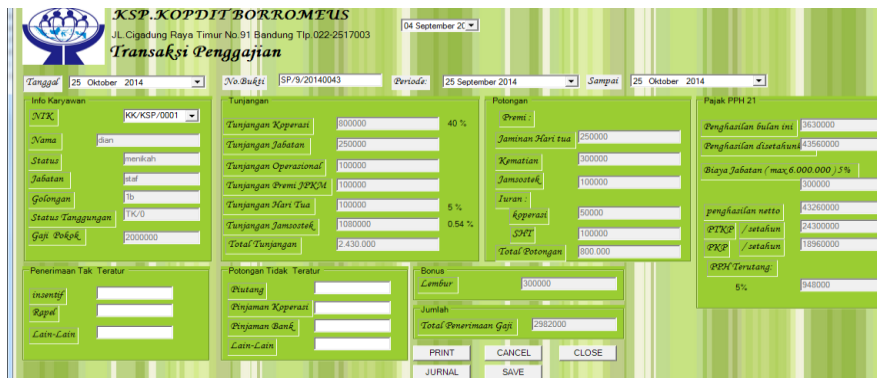 KSP.KOPDIT BORROMEUS
JL.Cigadung Raya Timur No.91 Bandung Tlp.022-2517003
Transaksi Penggajian
04 September 20
Tanggal 25 Oktober 2014 No.Bukti SP/9/20140043 Periode: 25 September 2014 Sampai 25 Oktober 2014
Info Karyawan
NIK KK/KSP/0001
Nama dian
Status menikah
Jabatan staf
Golongan 1b
Status Tanggungan TK/0
Gaji Pokok 2000000
Tunjangan
Tunjangan Koperasi 800000 40 %
Tunjangan Jabatan 250000
Tunjangan Operasional 100000
Tunjangan Premi JPKM 100000
Tunjangan Hari Tua 100000 5 %
Tunjangan Jamsostek 1080000 0.54 %
Total Tunjangan 2.430.000
Potongan
Premi :
Jaminan Hari tua 250000
Kematian 300000
Jamsostek 100000
Iuran :
koperasi 50000
SHT 100000
Total Potongan 800.000
Pajak PPH 21
Penghasilan bulan ini 3630000
Penghasilan disetahun 43560000
Biaya Jabatan ( max 6.000.000 ) 5%
300000
penghasilan netto 43260000
PTKP / setahun 24300000
PKP / setahun 18960000
PPH Terutang:
5% 948000
Penerimaan Tak Teratur
insentif
Rapel
Lain-Lain
Potongan Tidak Teratur
Piutang
Pinjaman Koperasi
Pinjaman Bank
Lain-Lain
Bonus
Lembur 300000
Jumlah
Total Penerimaan Gaji 2982000
PRINT CANCEL CLOSE
JURNAL SAVE